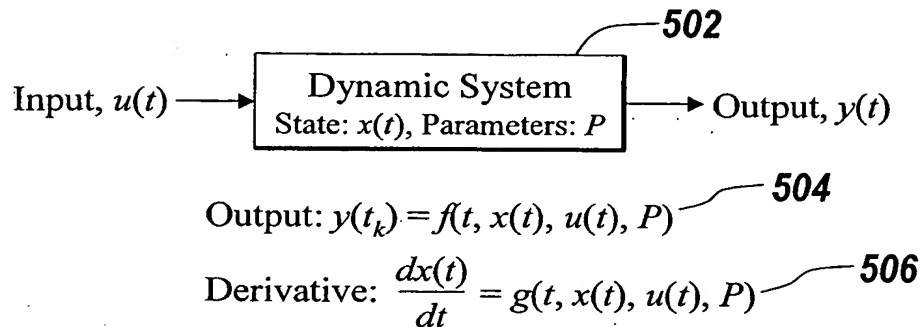 502
Dynamic System
Input, u(t)
State: x(t), Parameters: P
Output, y(t)
504
Output: y(t_k) = f(t, x(t), u(t), P)
506
Derivative: dx(t)/dt = g(t, x(t), u(t), P)